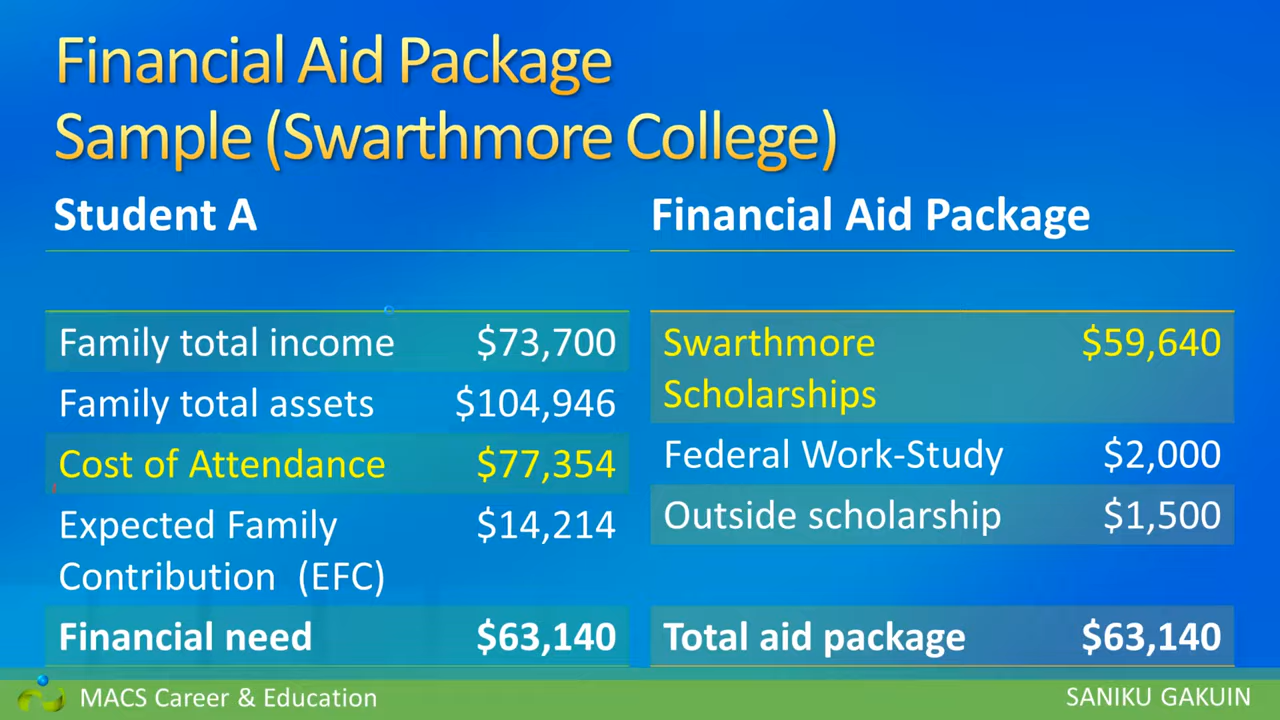 Financial Aid Package
Sample (Swarthmore College)
Student A
Family total income $73,700
Family total assets $104,946
Cost of Attendance $77,354
Expected Family $14,214
Contribution (EFC)
Financial need $63,140
Financial Aid Package
Swarthmore $59,640
Scholarships
Federal Work-Study $2,000
Outside scholarship $1,500
Total aid package $63,140
MACS Career & Education
SANIKU GAKUIN